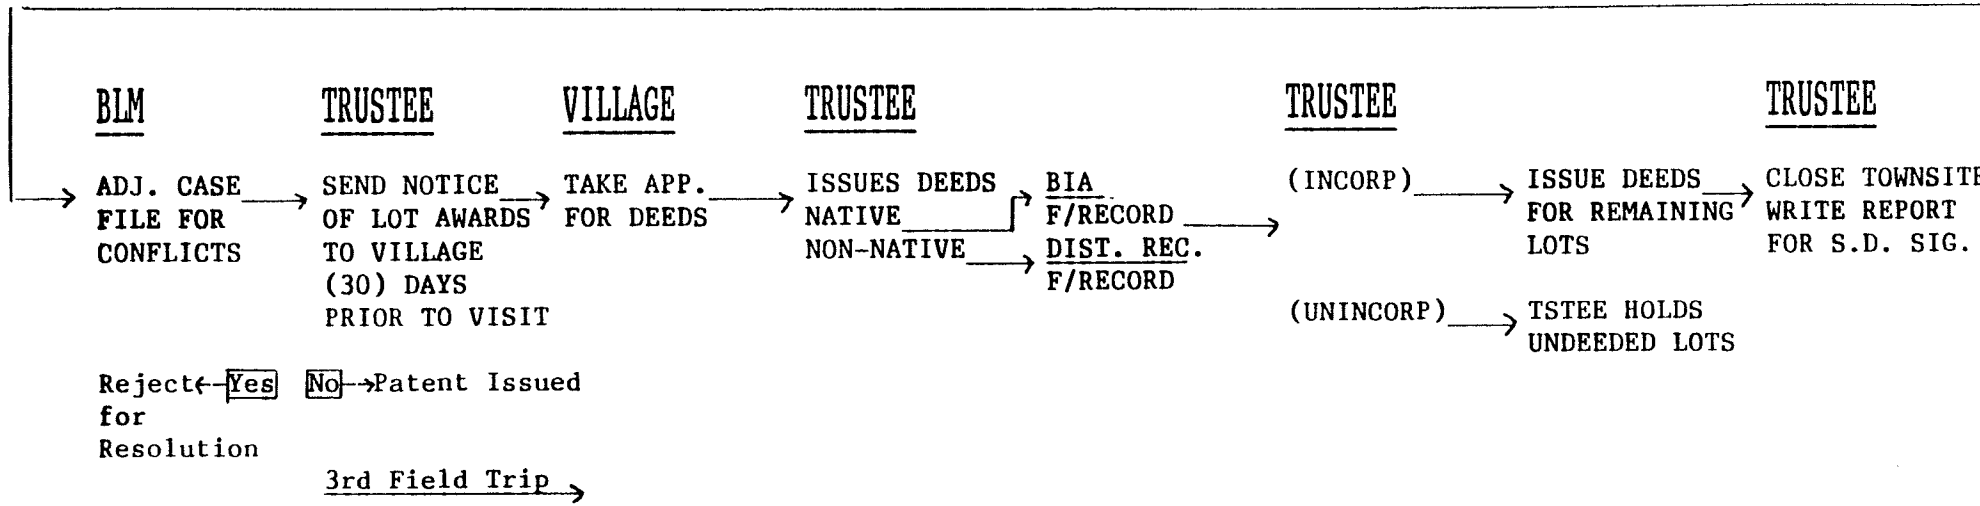 BLM
ADJ. CASE
FILE FOR
CONFLICTS
Reject Yes No Patent Issued
for
Resolution
TRUSTEE
SEND NOTICE
OF LOT AWARDS
TO VILLAGE
(30) DAYS
PRIOR TO VISIT
3rd Field Trip
VILLAGE
TAKE APP.
FOR DEEDS
TRUSTEE
ISSUES DEEDS
NATIVE
NON-NATIVE
BIA
F/RECORD
DIST. REC.
F/RECORD
TRUSTEE
(INCORP)
ISSUE DEEDS
FOR REMAINING
LOTS
(UNINCORP)
TSTEE HOLDS
UNDEEDED LOTS
TRUSTEE
CLOSE TOWNSITE
WRITE REPORT
FOR S.D. SIG.